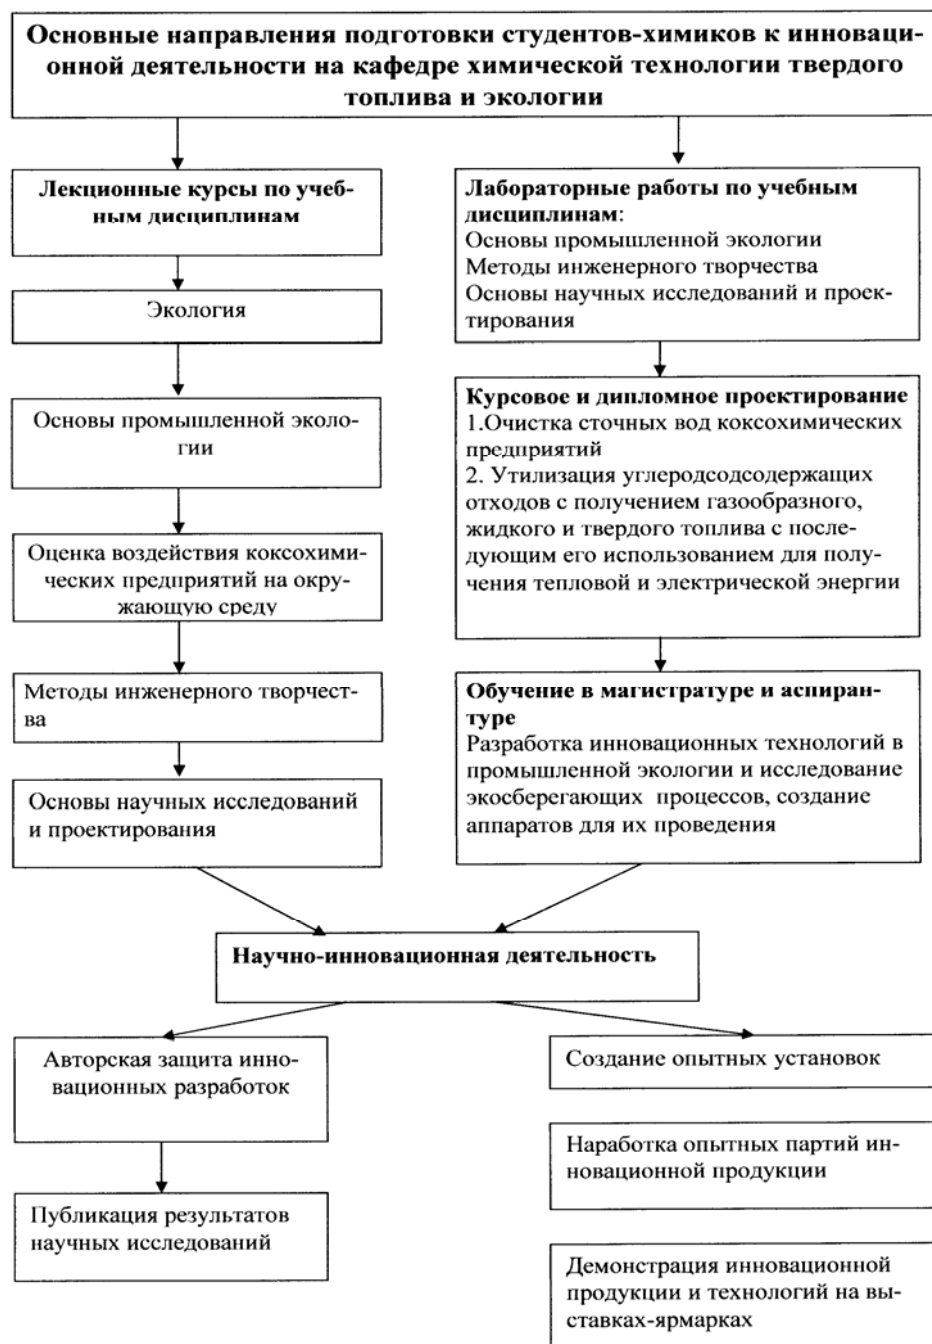 Основные направления подготовки студентов-химиков к инноваци-
онной деятельности на кафедре химической технологии твердого
топлива и экологии
Лекционные курсы по учеб-
ным дисциплинам
Экология
Основы промышленной эколо-
гии
Оценка воздействия коксохими-
ческих предприятий на окру-
жающую среду
Методы инженерного творчест-
ва
Основы научных исследований
и проектирования
Лабораторные работы по учебным
дисциплинам:
Основы промышленной экологии
Методы инженерного творчества
Основы научных исследований и проек-
тирования
Курсовое и дипломное проектирование
1.Очистка сточных вод коксохимических
предприятий
2. Утилизация углеродсодсодержащих
отходов с получением газообразного,
жидкого и твердого топлива с после-
дующим его использованием для полу-
чения тепловой и электрической энергии
Обучение в магистратуре и аспиран-
туре
Разработка инновационных технологий в
промышленной экологии и исследование
экосберегающих процессов, создание
аппаратов для их проведения
Научно-инновационная деятельность
Авторская защита инно-
вационных разработок
Публикация результатов
научных исследований
Создание опытных установок
Наработка опытных партий ин-
новационной продукции
Демонстрация инновационной
продукции и технологий на вы-
ставках-ярмарках